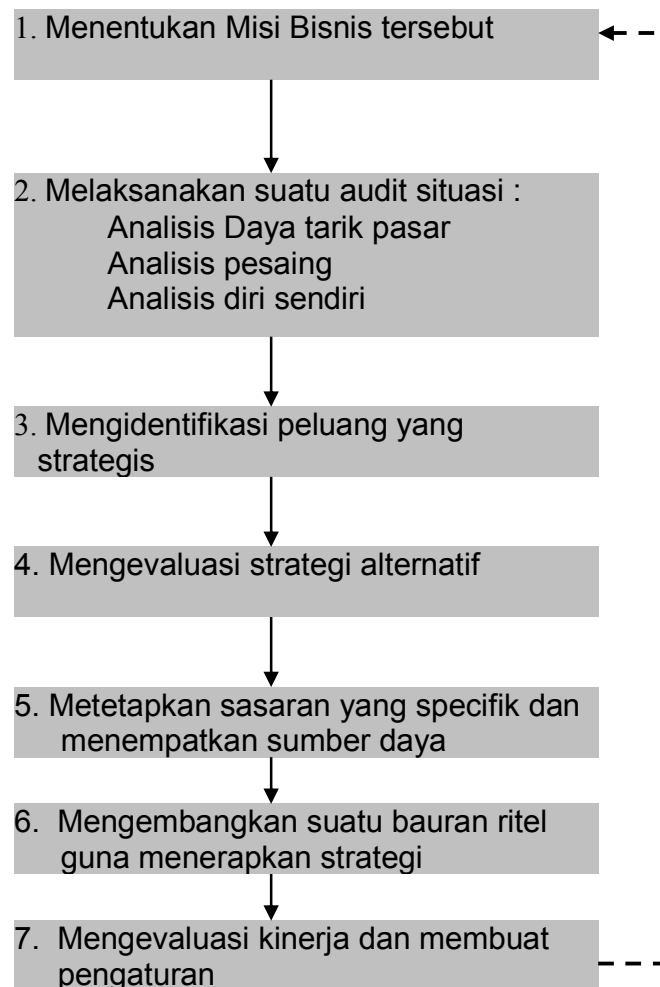 1. Menentukan Misi Bisnis tersebut
2. Melaksanakan suatu audit situasi :
Analisis Daya tarik pasar
Analisis pesaing
Analisis diri sendiri
3. Mengidentifikasi peluang yang
strategis
4. Mengevaluasi strategi alternatif
5. Metetapkan sasaran yang specifik dan
menempatkan sumber daya
6. Mengembangkan suatu bauran ritel
guna menerapkan strategi
7. Mengevaluasi kinerja dan membuat
pengaturan